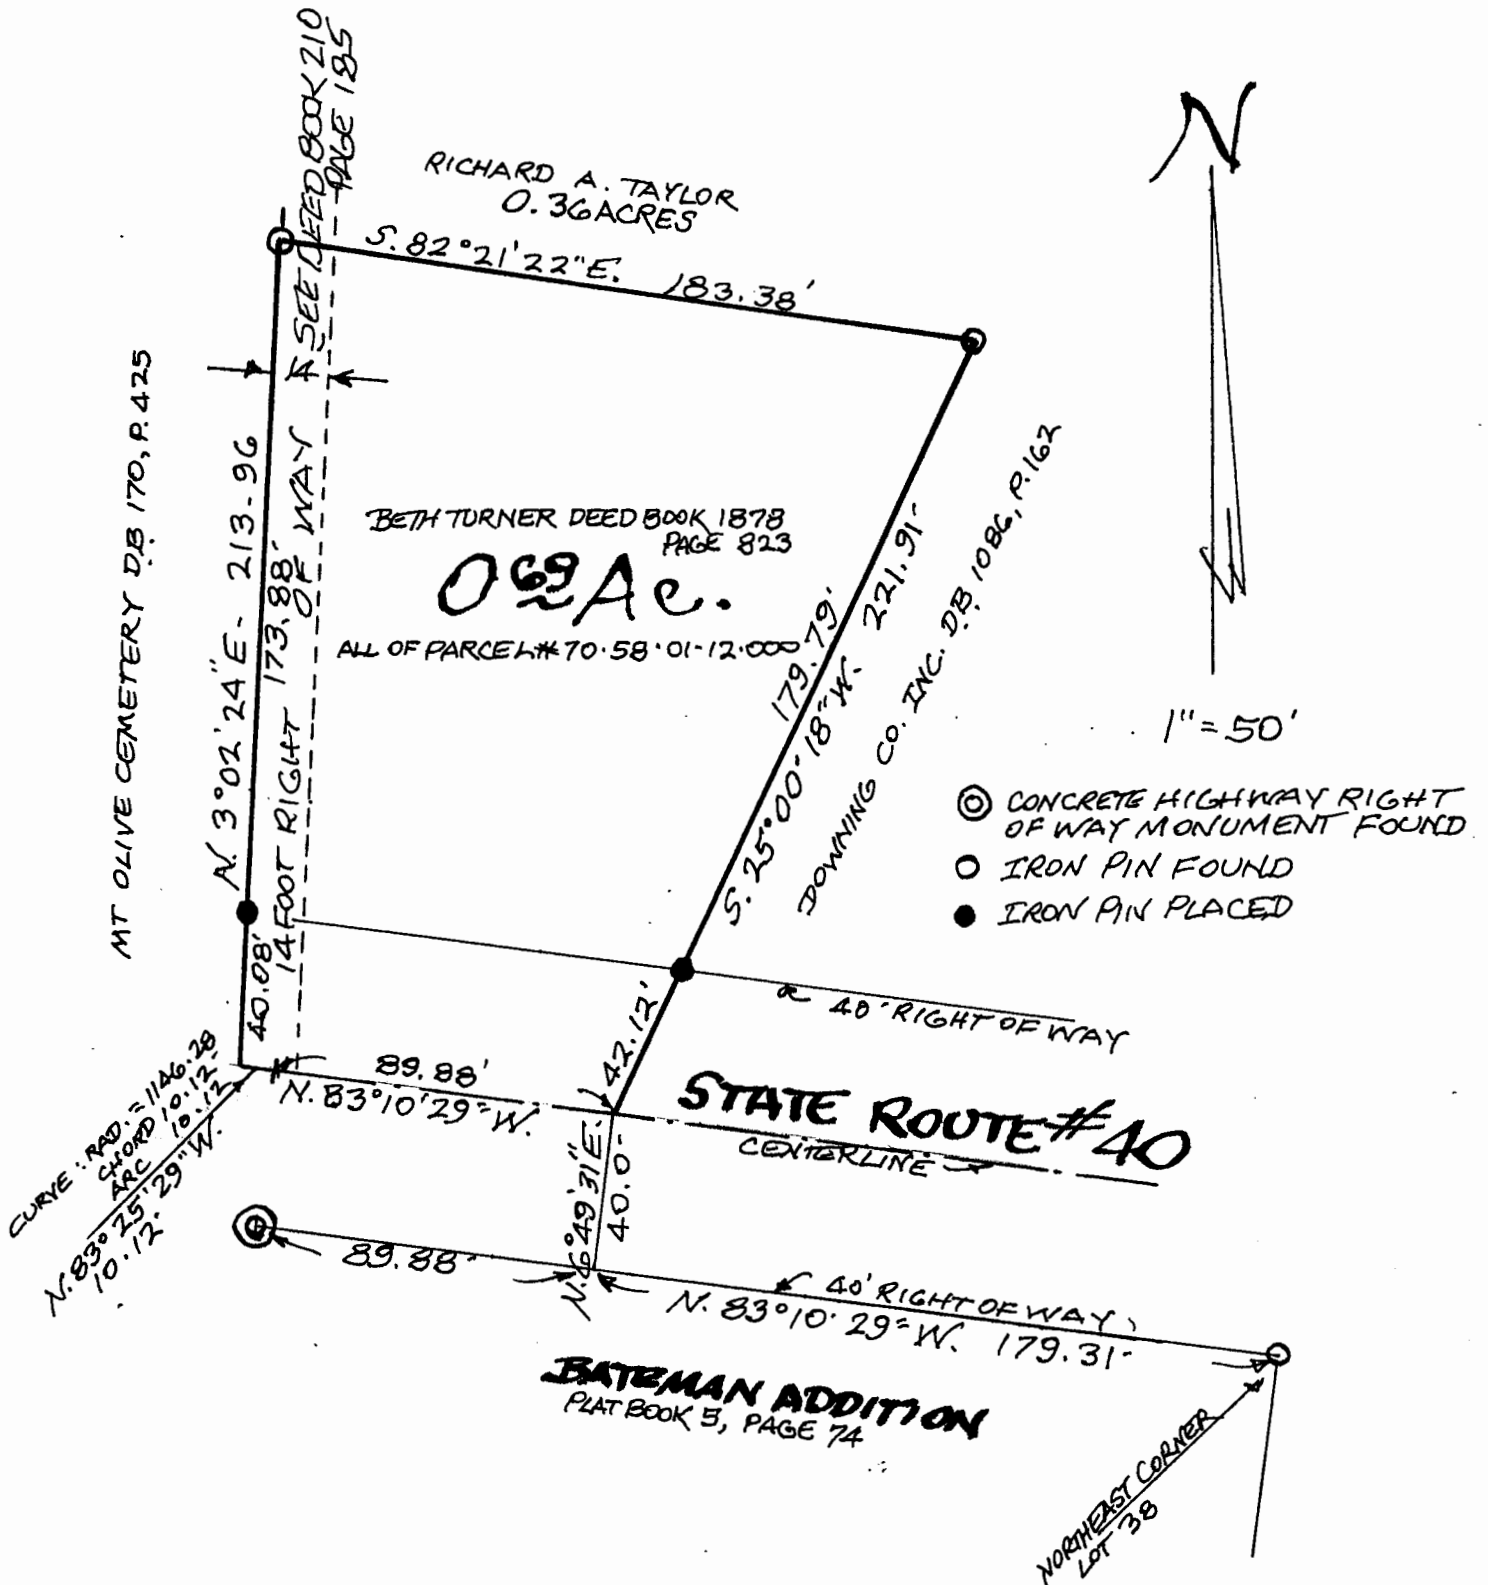 SEE DEED BOOK 210
PAGE 185
RICHARD A. TAYLOR
0.36 ACRES
N
S. 82°21'22"E. 183.38'
MT OLIVE CEMETERY DB 170, P. 425
N. 3°02'24"E - 213.96
14 FOOT RIGHT OF WAY
173.88'
40.08'
BETH TURNER DEED BOOK 1878
PAGE 823
0.69 Ac.
ALL OF PARCEL# 70-58-01-12.000
179.79'
S. 25°00'18"W. 221.91'
DOWNING CO. INC. D.B. 1086, P. 162
1" = 50'
CONCRETE HIGHWAY RIGHT
OF WAY MONUMENT FOUND
IRON PIN FOUND
IRON PIN PLACED
40' RIGHT OF WAY
42.12'
89.88'
N. 83°10'29"W.
STATE ROUTE #40
CENTERLINE
CURVE: RAD. = 1146.28
CHORD 10.12'
ARC 10.12
N. 83°25'29"W.
10.12'
N. 6°49'31"E.
40.0'
89.88'
40' RIGHT OF WAY
N. 83°10'29"W. 179.31'
BATEMAN ADDITION
PLAT BOOK 5, PAGE 74
NORTHEAST CORNER
LOT 38